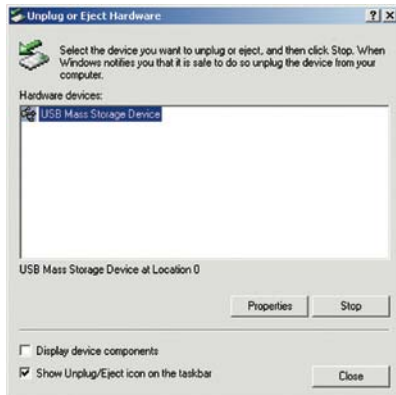 Unplug or Eject Hardware
Select the device you want to unplug or eject, and then click Stop. When
Windows notifies you that it is safe to do so unplug the device from your
computer.
Hardware devices:
USB Mass Storage Device
USB Mass Storage Device at Location 0
Properties Stop
Display device components
Show Unplug/Eject icon on the taskbar
Close